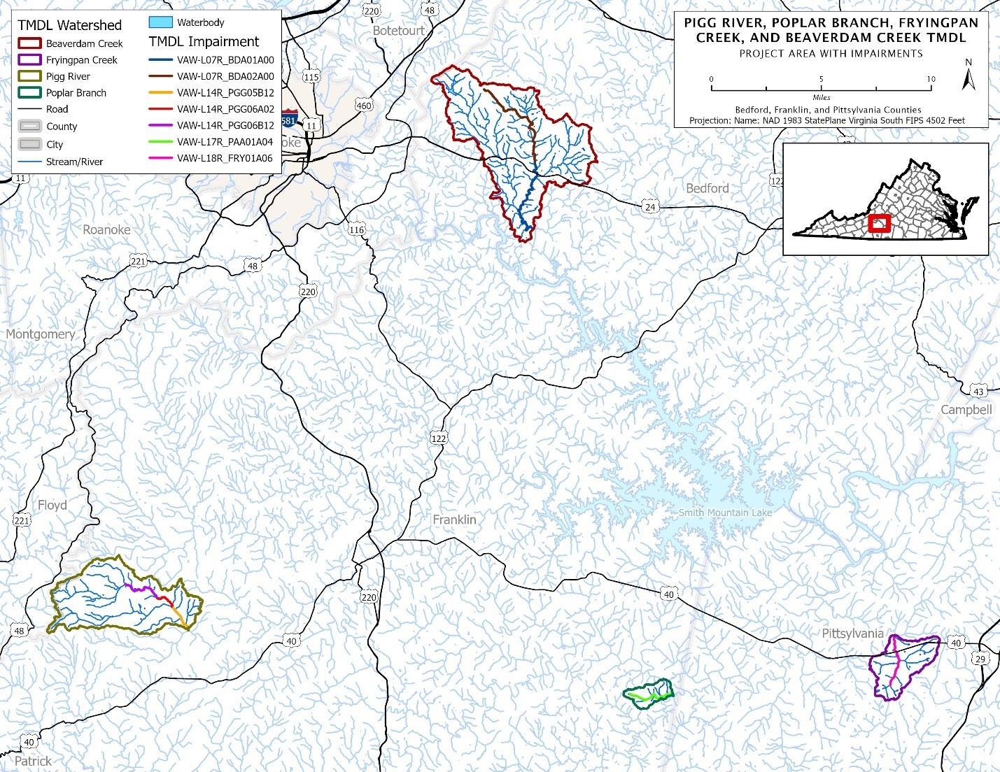 TMDL Watershed
Beaverdam Creek
Fryingpan Creek
Pigg River
Poplar Branch
Road
County
City
Stream/River
Waterbody
TMDL Impairment
VAW-L07R_BDA01A00
VAW-L07R_BDA02A00
VAW-L14R_PGG05B12
VAW-L14R_PGG06A02
VAW-L14R_PGG06B12
VAW-L17R_PAA01A04
VAW-L18R_FRY01A06
PIGG RIVER, POPLAR BRANCH, FRYINGPAN
CREEK, AND BEAVERDAM CREEK TMDL
PROJECT AREA WITH IMPAIRMENTS
N
0 5 10
Miles
Bedford, Franklin, and Pittsylvania Counties
Projection: Name: NAD 1983 StatePlane Virginia South FIPS 4502 Feet
220
48
Botetourt
115
460
581
11
oke
11
122
Bedford
24
Roanoke
116
221
48
220
Montgomery
43
Campbell
122
Floyd
221
Franklin
Smith Mountain Lake
220
40
48
40
Pittsylvania
40
29
40
Patrick